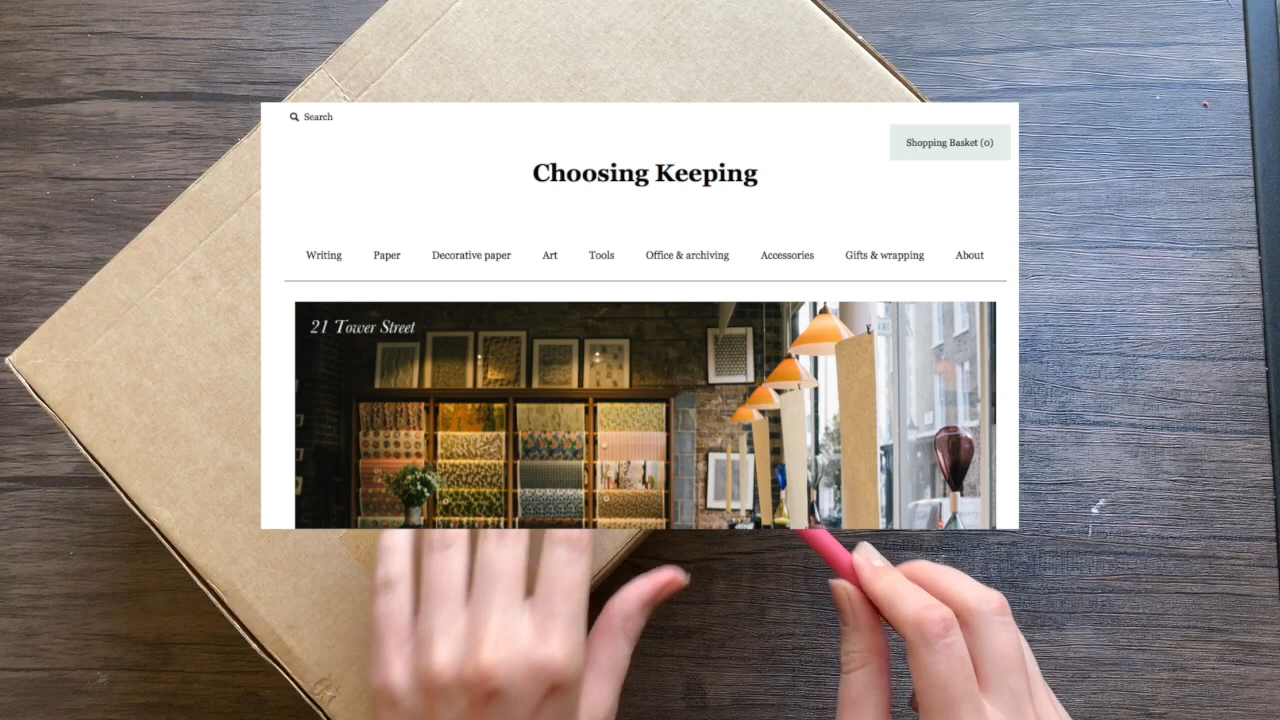 Search
Shopping Basket (0)
Choosing Keeping
Writing Paper Decorative paper Art Tools Office & archiving Accessories Gifts & wrapping About
21 Tower Street